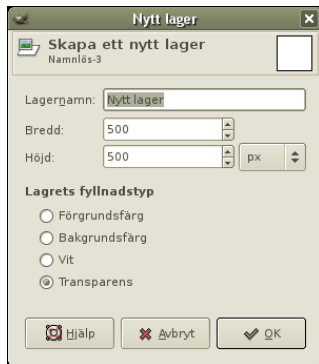 Nytt lager
Skapa ett nytt lager
Namnlös-3
Lagernamn: Nytt lager
Bredd: 500
Höjd: 500 px
Lagrets fyllnadstyp
Förgrundsfärg
Bakgrundsfärg
Vit
Transparens
Hjälp Avbryt OK